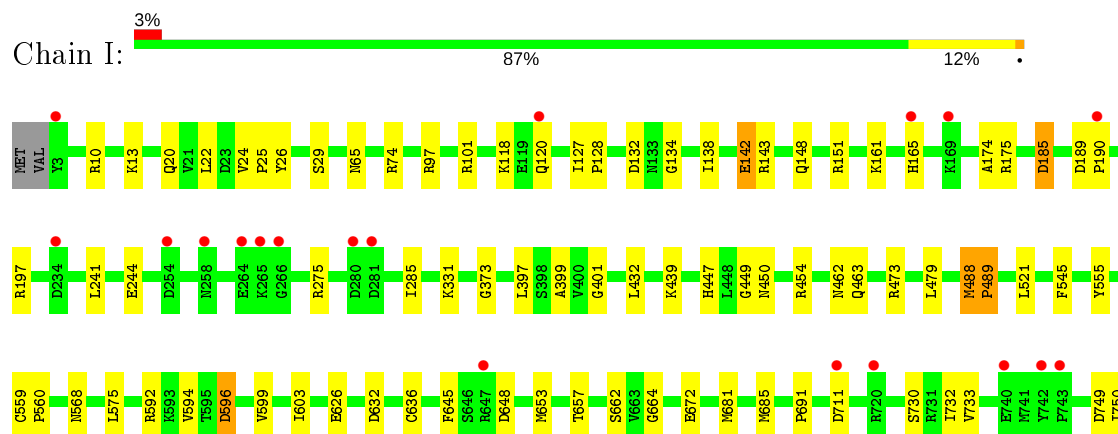 3%
Chain I:
87%
12%
•
MET VAL Y3 R10 K13 Q20 V21 L22 D23 V24 P25 Y26 S29 N65 R74 R97 R101 K118 E119 Q120 I127 P128 D132 N133 G134 I138 E142 R143 Q148 R151 K161 H165 K169 A174 R175 D185 D189 P190
R197 D234 L241 E244 D254 N258 E264 K265 G266 R275 D280 D281 I285 K331 G373 L397 S398 A399 V400 G401 L432 K439 H447 L448 G449 N450 R454 N462 Q463 R473 L479 M488 P489 L521 F545 Y555
C559 P560 N568 L575 R592 K593 V594 T595 D596 V599 I603 E626 D632 C636 F645 S646 R647 D648 M653 T657 S662 V663 G664 E672 M681 M685 P691 D711 R720 S730 R731 I732 V733 E740 M741 Y742 P743 D749